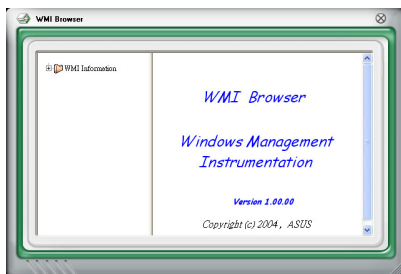 WMI Browser
WMI Information
WMI Browser
Windows Management
Instrumentation
Version 1.00.00
Copyright (c) 2004, ASUS